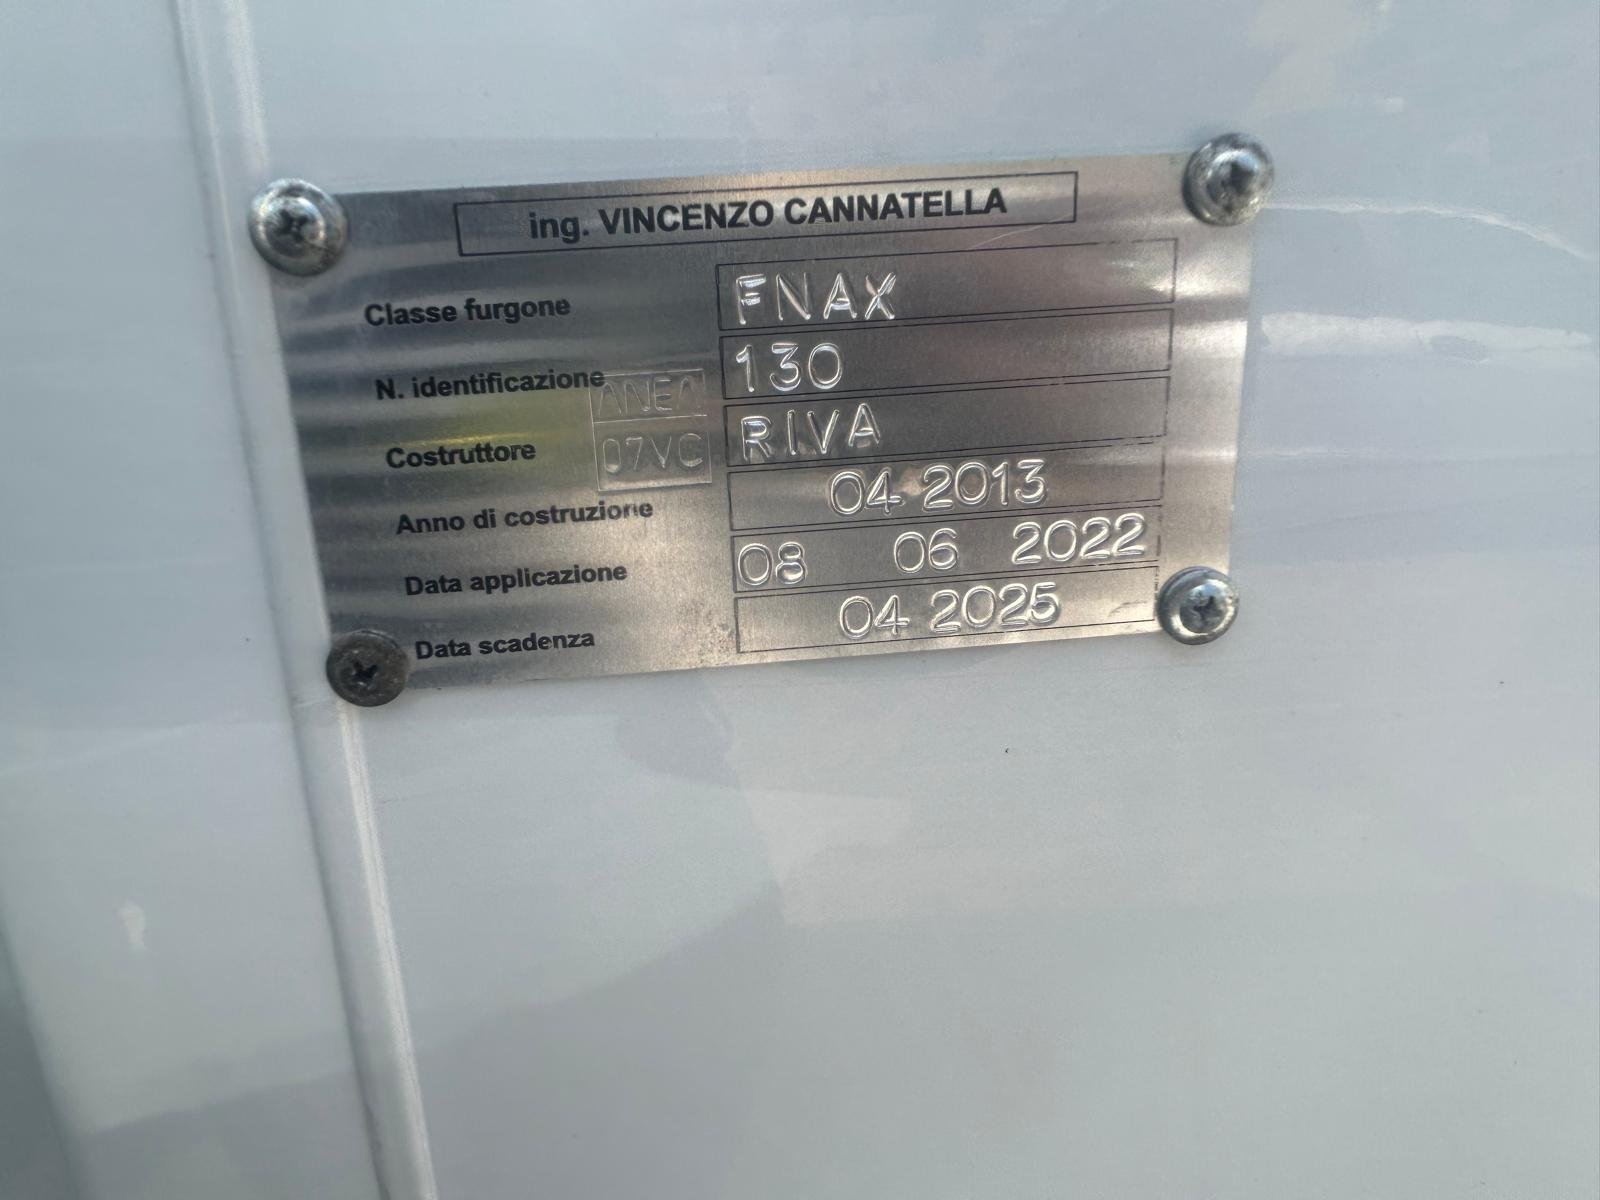 ing. VINCENZO CANNATELLA
Classe furgone FNAX
N. identificazione 130
ANEA
07VC
Costruttore RIVA
Anno di costruzione 04 2013
Data applicazione 08 06 2022
Data scadenza 04 2025